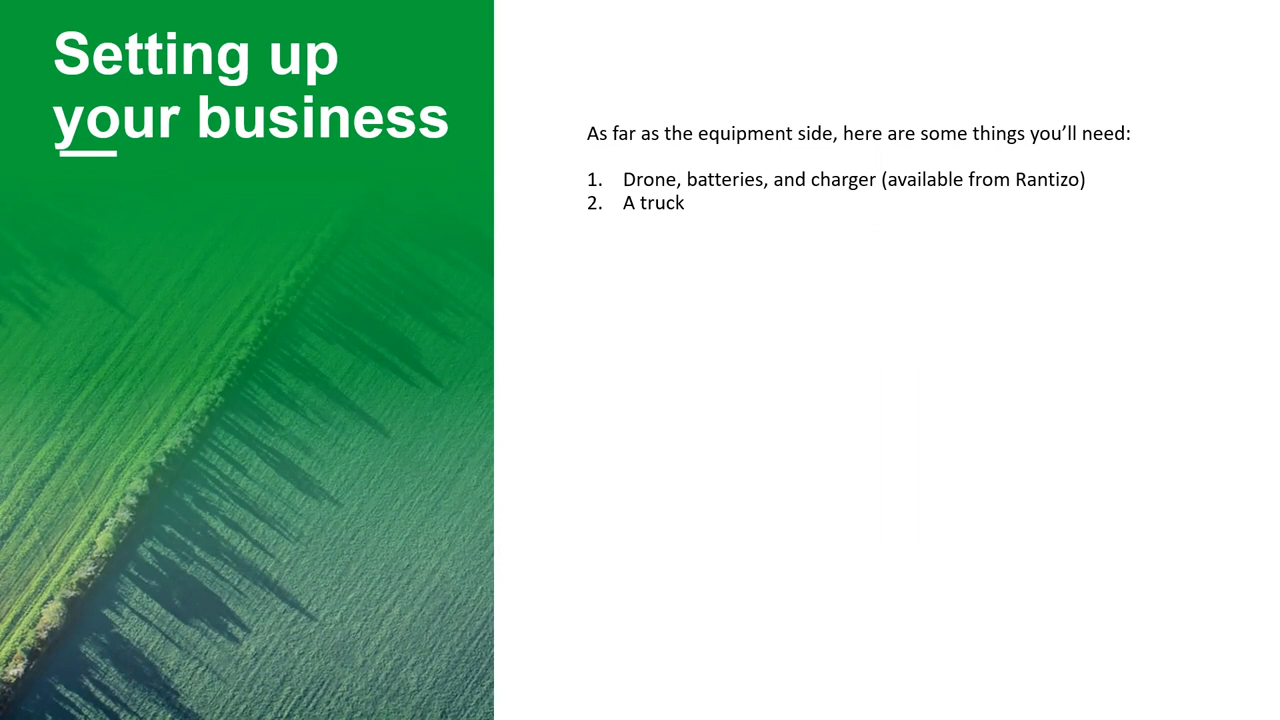 Setting up
your business
As far as the equipment side, here are some things you’ll need:
1. Drone, batteries, and charger (available from Rantizo)
2. A truck